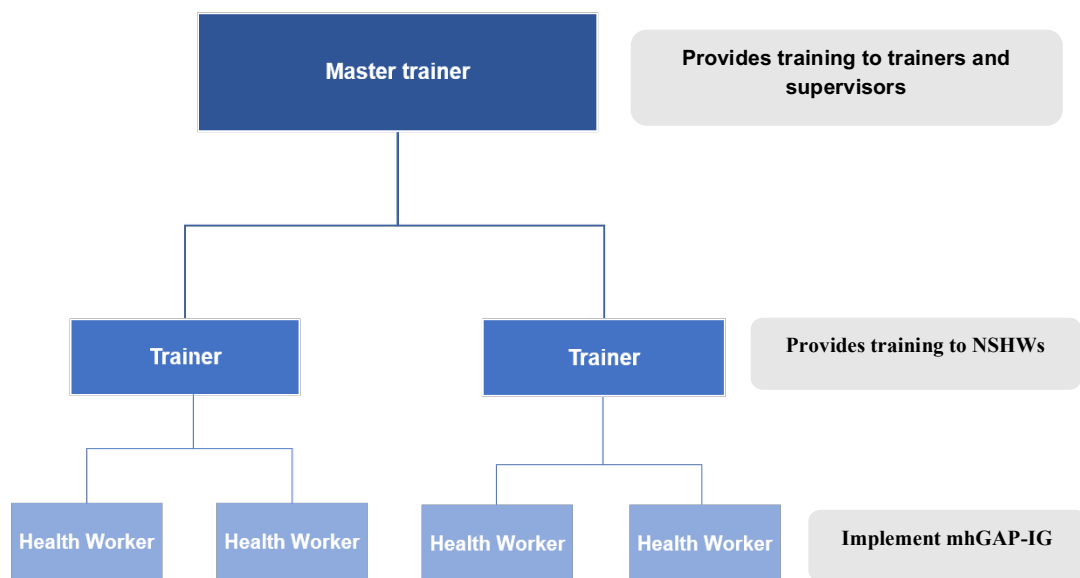 Master trainer
Provides training to trainers and
supervisors
Trainer
Trainer
Provides training to NSHWs
Health Worker
Health Worker
Health Worker
Health Worker
Implement mhGAP-IG